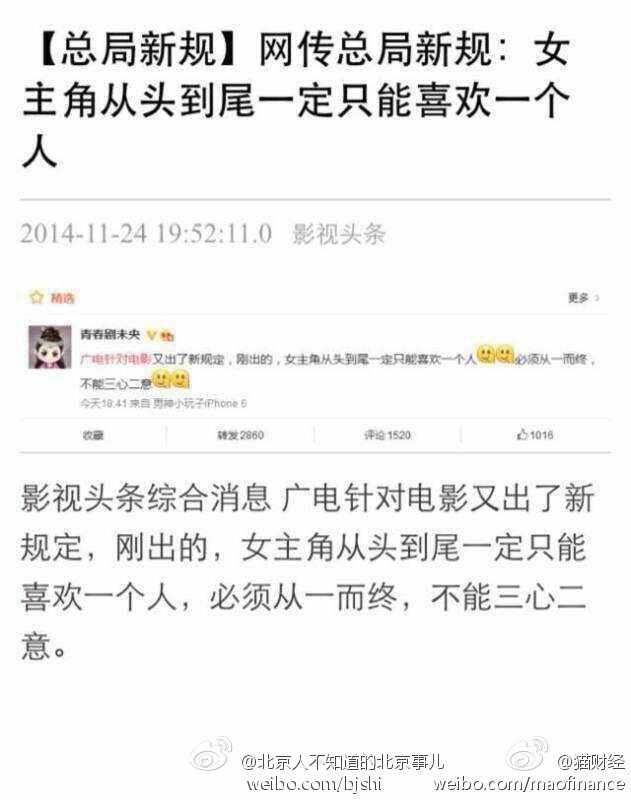 【总局新规】网传总局新规：女
主角从头到尾一定只能喜欢一个
人
2014-11-24 19:52:11.0 影视头条
精选 更多
青春剧未央
广电针对电影又出了新规定，刚出的，女主角从头到尾一定只能喜欢一个人必须从一而终，
不能三心二意
今天18:41 来自 男神小玩子iPhone 6
收藏 转发2860 评论1520 1016
影视头条综合消息 广电针对电影又出了新
规定，刚出的，女主角从头到尾一定只能
喜欢一个人，必须从一而终，不能三心二
意。
@北京人不知道的北京事儿 @猫财经
weibo.com/bjshi weibo.com/maofinance